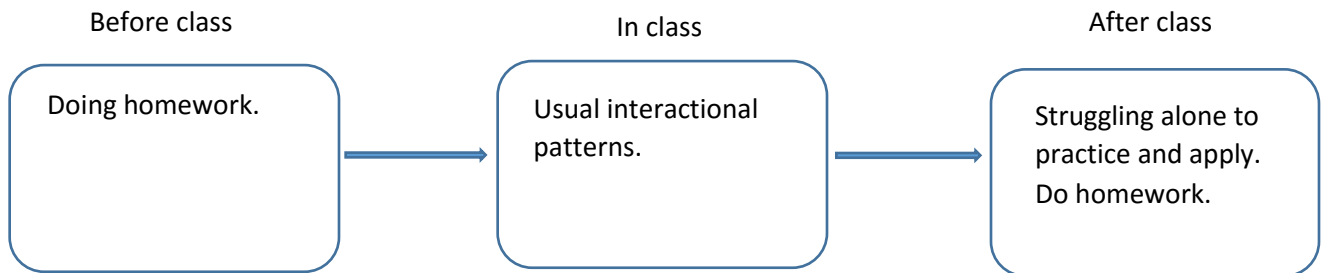 Before class
In class
After class
Doing homework.
Usual interactional
patterns.
Struggling alone to
practice and apply.
Do homework.